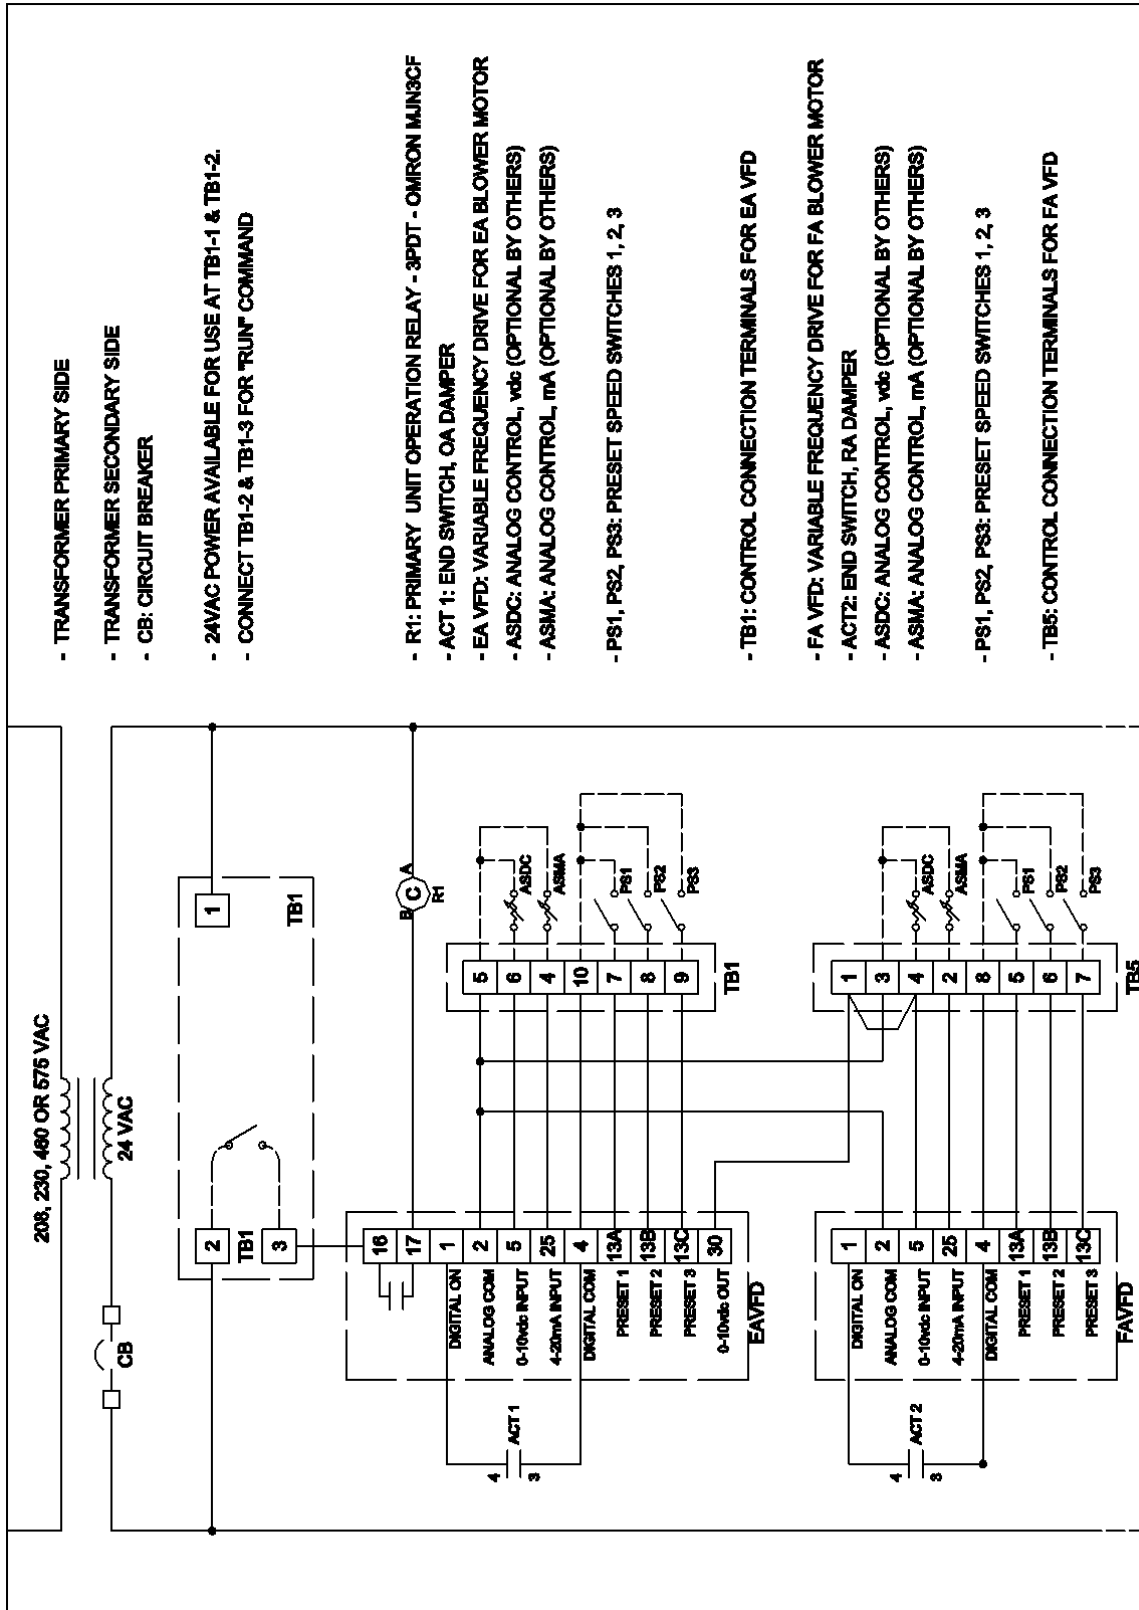 208, 230, 460 OR 575 VAC
- TRANSFORMER PRIMARY SIDE
24 VAC
- TRANSFORMER SECONDARY SIDE
CB
- CB: CIRCUIT BREAKER
2
1
- 24VAC POWER AVAILABLE FOR USE AT TB1-1 & TB1-2.
TB1
3
TB1
- CONNECT TB1-2 & TB1-3 FOR "RUN" COMMAND
16
17
B C A
R1
- R1: PRIMARY UNIT OPERATION RELAY - 3PDT - OMRON MJN3CF
DIGITAL ON 1
- ACT 1: END SWITCH, OA DAMPER
ANALOG COM 2
5
- EA VFD: VARIABLE FREQUENCY DRIVE FOR EA BLOWER MOTOR
0-10vdc INPUT 5
6
ASDC
- ASDC: ANALOG CONTROL, vdc (OPTIONAL BY OTHERS)
4 ACT 1 3
4-20mA INPUT 25
4
ASMA
- ASMA: ANALOG CONTROL, mA (OPTIONAL BY OTHERS)
DIGITAL COM 4
10
PRESET 1 13A
7
PS1
- PS1, PS2, PS3: PRESET SPEED SWITCHES 1, 2, 3
PRESET 2 13B
8
PS2
PRESET 3 13C
9
PS3
0-10vdc OUT 30
EAVFD
TB1
- TB1: CONTROL CONNECTION TERMINALS FOR EA VFD
DIGITAL ON 1
1
- FA VFD: VARIABLE FREQUENCY DRIVE FOR FA BLOWER MOTOR
ANALOG COM 2
3
- ACT2: END SWITCH, RA DAMPER
0-10vdc INPUT 5
4
ASDC
- ASDC: ANALOG CONTROL, vdc (OPTIONAL BY OTHERS)
4 ACT 2 3
4-20mA INPUT 25
2
ASMA
- ASMA: ANALOG CONTROL, mA (OPTIONAL BY OTHERS)
DIGITAL COM 4
8
PRESET 1 13A
5
PS1
- PS1, PS2, PS3: PRESET SPEED SWITCHES 1, 2, 3
PRESET 2 13B
6
PS2
PRESET 3 13C
7
PS3
FAVFD
TB5
- TB5: CONTROL CONNECTION TERMINALS FOR FA VFD